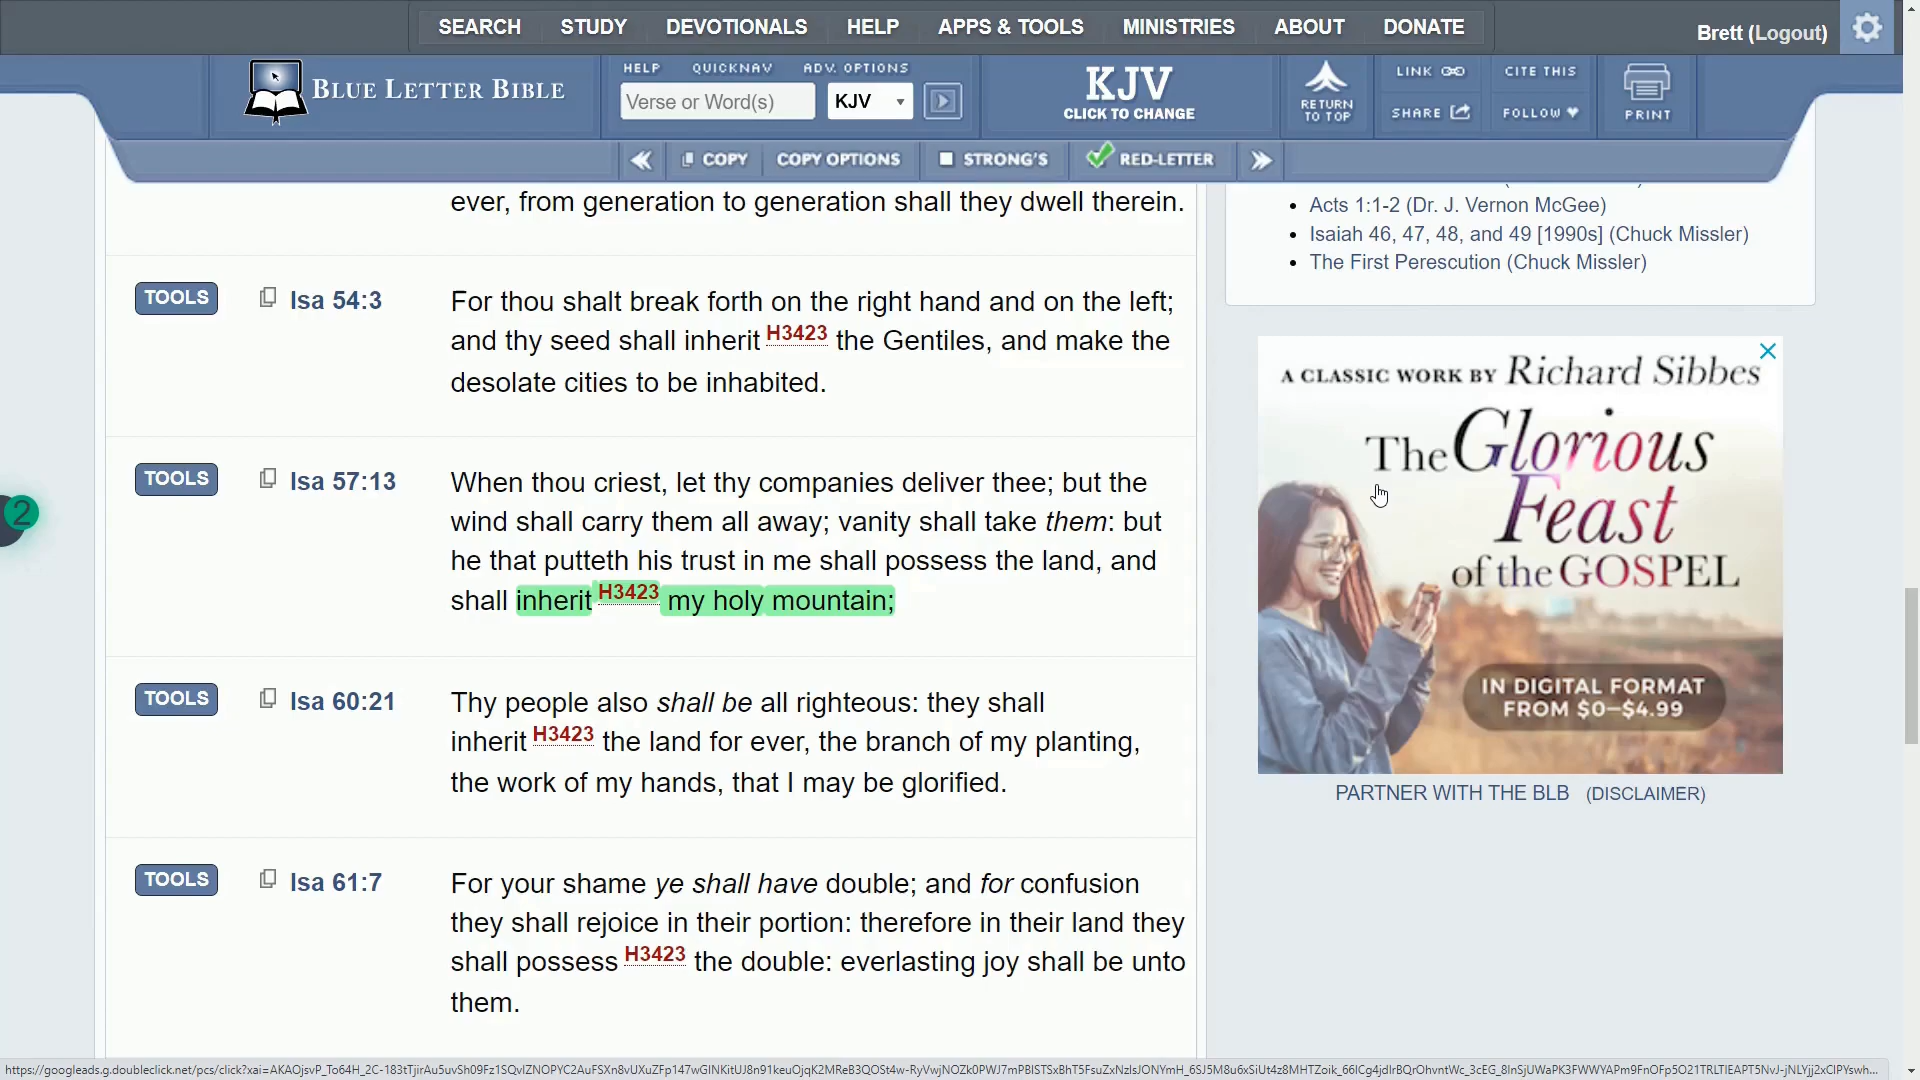 SEARCH STUDY DEVOTIONALS HELP APPS & TOOLS MINISTRIES ABOUT DONATE
Brett (Logout)
BLUE LETTER BIBLE
HELP QUICKNAV ADV. OPTIONS
Verse or Word(s) KJV
KJV
CLICK TO CHANGE
RETURN
TO TOP
LINK
SHARE
CITE THIS
FOLLOW
PRINT
COPY COPY OPTIONS STRONG'S RED-LETTER
ever, from generation to generation shall they dwell therein.
TOOLS Isa 54:3
For thou shalt break forth on the right hand and on the left;
and thy seed shall inherit H3423 the Gentiles, and make the
desolate cities to be inhabited.
TOOLS Isa 57:13
When thou criest, let thy companies deliver thee; but the
wind shall carry them all away; vanity shall take them: but
he that putteth his trust in me shall possess the land, and
shall inherit H3423 my holy mountain;
TOOLS Isa 60:21
Thy people also shall be all righteous: they shall
inherit H3423 the land for ever, the branch of my planting,
the work of my hands, that I may be glorified.
TOOLS Isa 61:7
For your shame ye shall have double; and for confusion
they shall rejoice in their portion: therefore in their land they
shall possess H3423 the double: everlasting joy shall be unto
them.
2
Acts 1:1-2 (Dr. J. Vernon McGee)
Isaiah 46, 47, 48, and 49 [1990s] (Chuck Missler)
The First Perescution (Chuck Missler)
A CLASSIC WORK BY Richard Sibbes
The Glorious
Feast
of the GOSPEL
IN DIGITAL FORMAT
FROM $0–$4.99
PARTNER WITH THE BLB (DISCLAIMER)